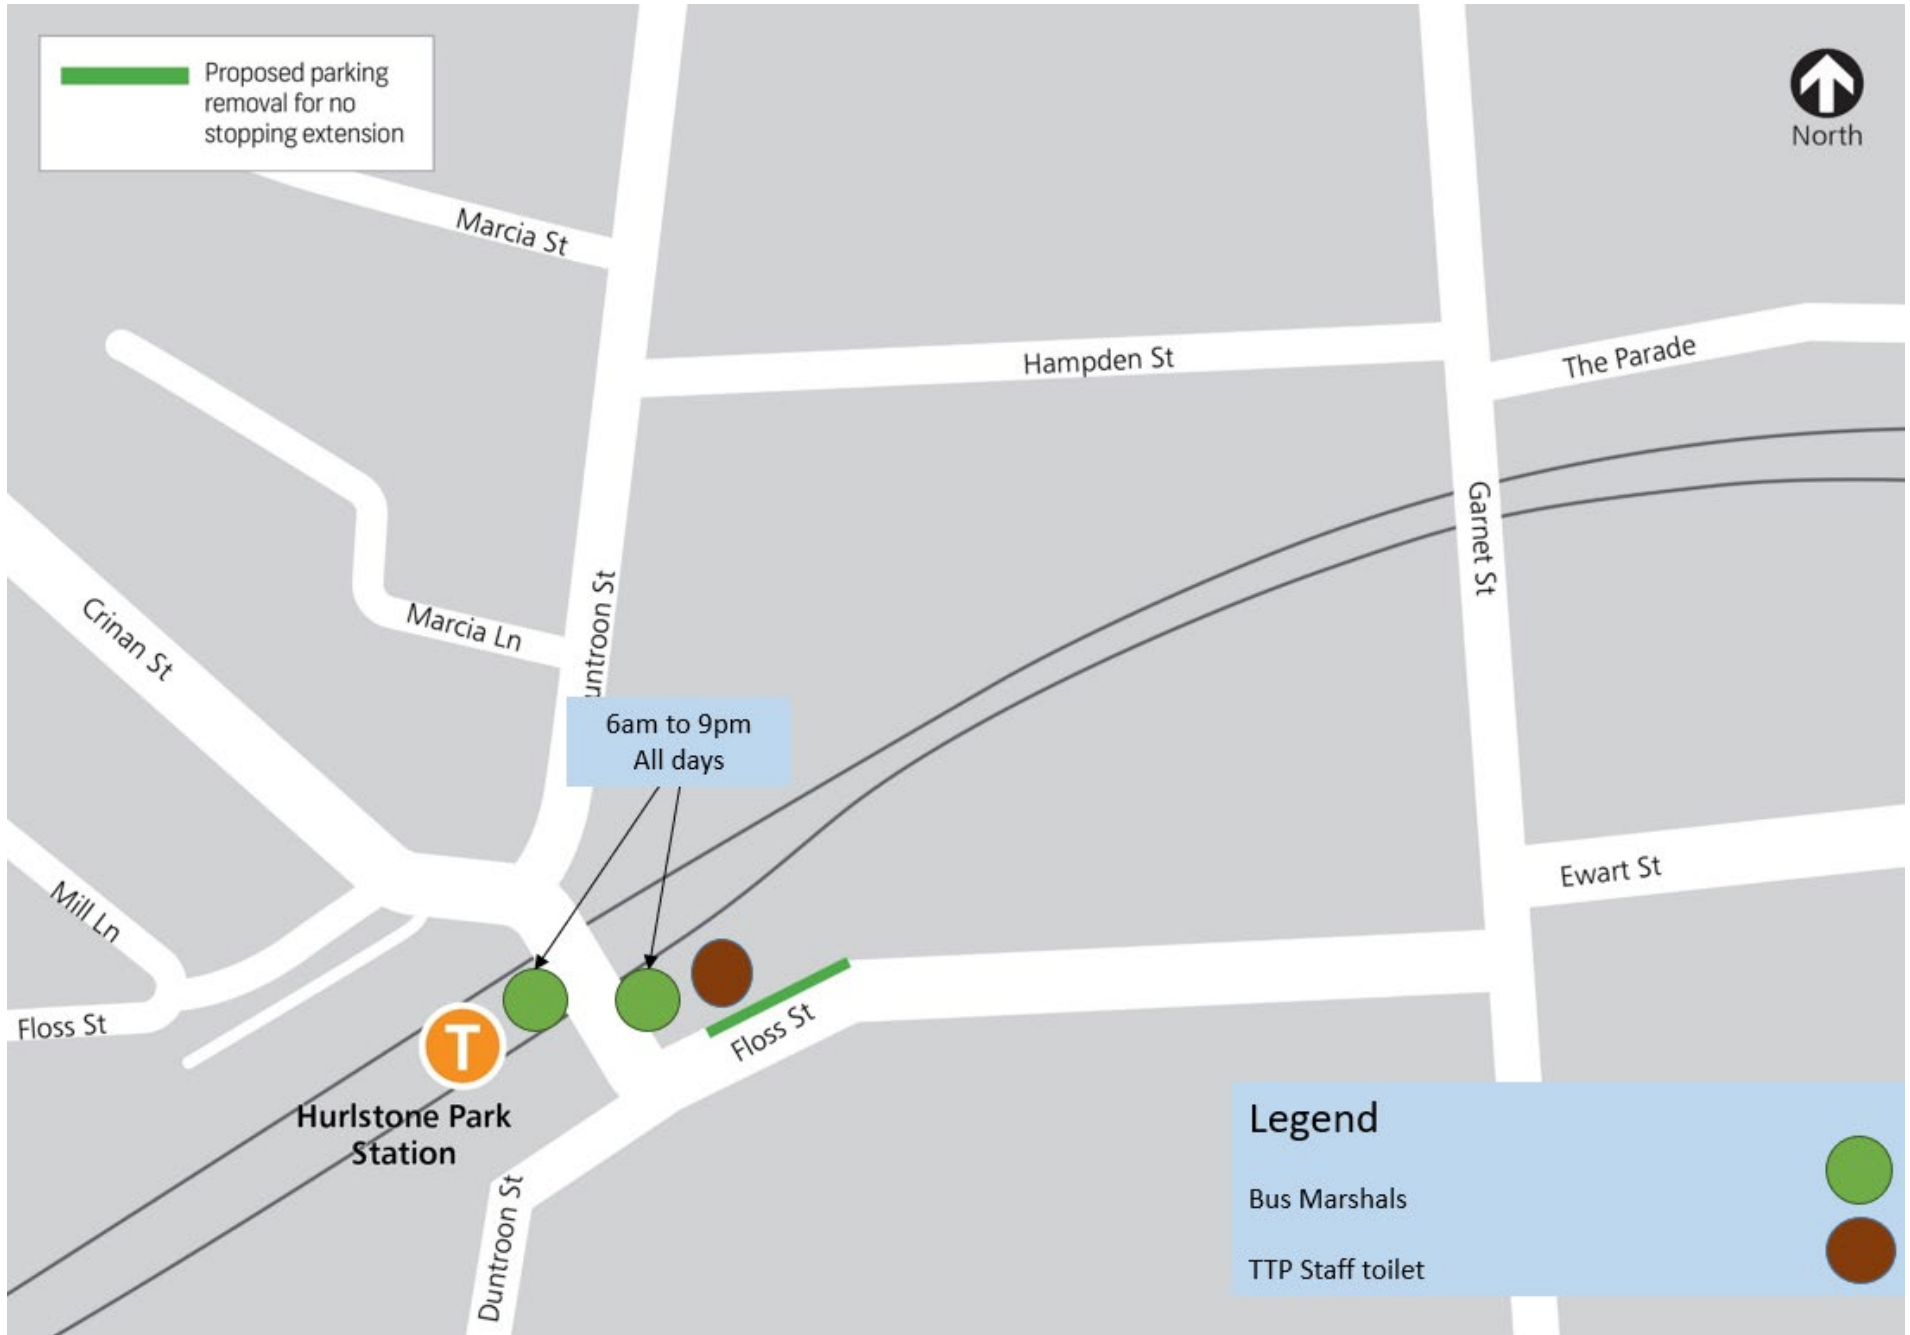 Proposed parking
removal for no
stopping extension
North
Marcia St
Hampden St
The Parade
Garnet St
Crinan St
Marcia Ln
untroon St
6am to 9pm
All days
Mill Ln
Ewart St
Floss St
Floss St
T
Hurlstone Park
Station
Duntroon St
Legend
Bus Marshals
TTP Staff toilet